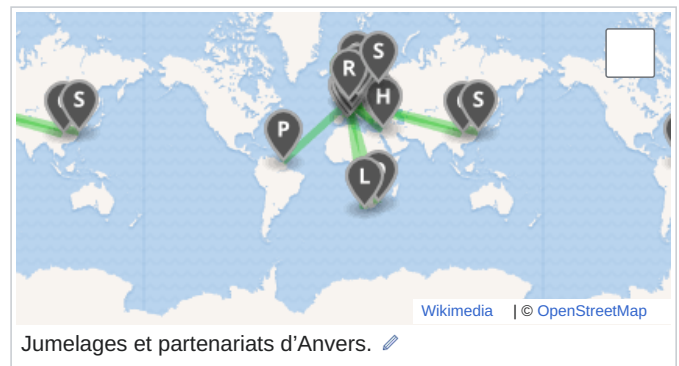 S
R
S
H
S
P
L
Wikimedia | © OpenStreetMap
Jumelages et partenariats d’Anvers.